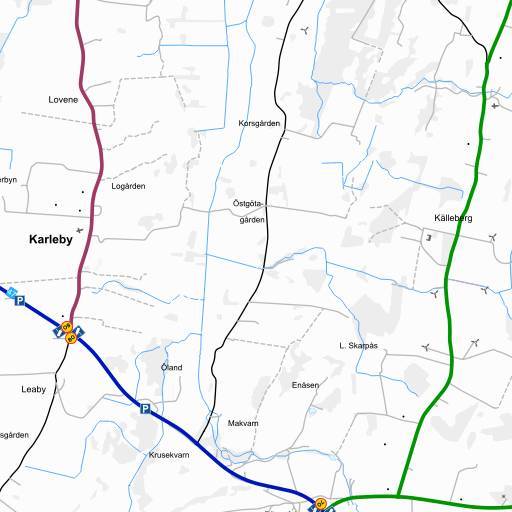 Lovene
Korsgården
rbyn
Logården
Östgöta-
gården
Källeberg
Karleby
P
L. Skarpås
Öland
Enåsen
Leaby
P
Makvarn
sgården
Krusekvarn